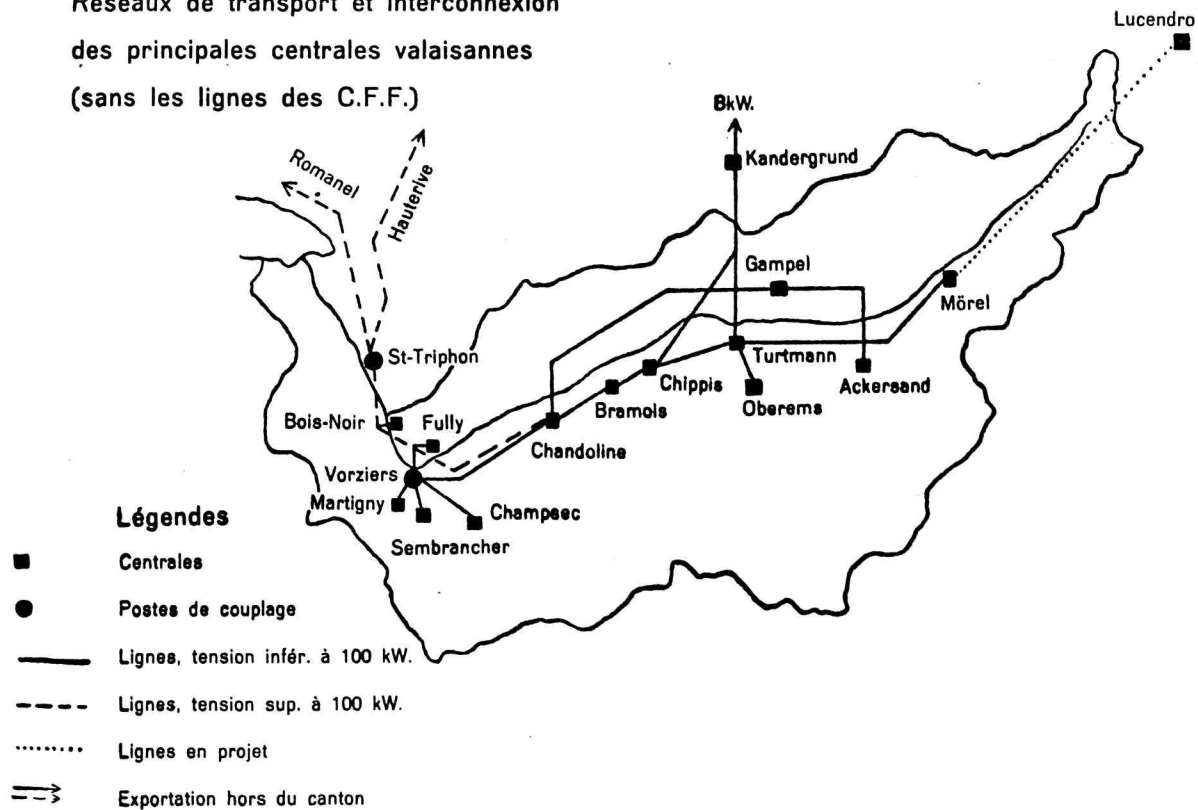 Réseaux de transport et interconnexion
des principales centrales valaisannes
(sans les lignes des C.F.F.)
Lucendro
BkW.
Kandergrund
Romanel
Hauterive
Gampel
Mörel
St-Triphon
Turtmann
Chippis
Ackersand
Bramois
Oberems
Bois-Noir
Fully
Chandoline
Vorziers
Martigny
Champsec
Sembrancher
Légendes
Centrales
Postes de couplage
Lignes, tension infér. à 100 kW.
Lignes, tension sup. à 100 kW.
Lignes en projet
Exportation hors du canton